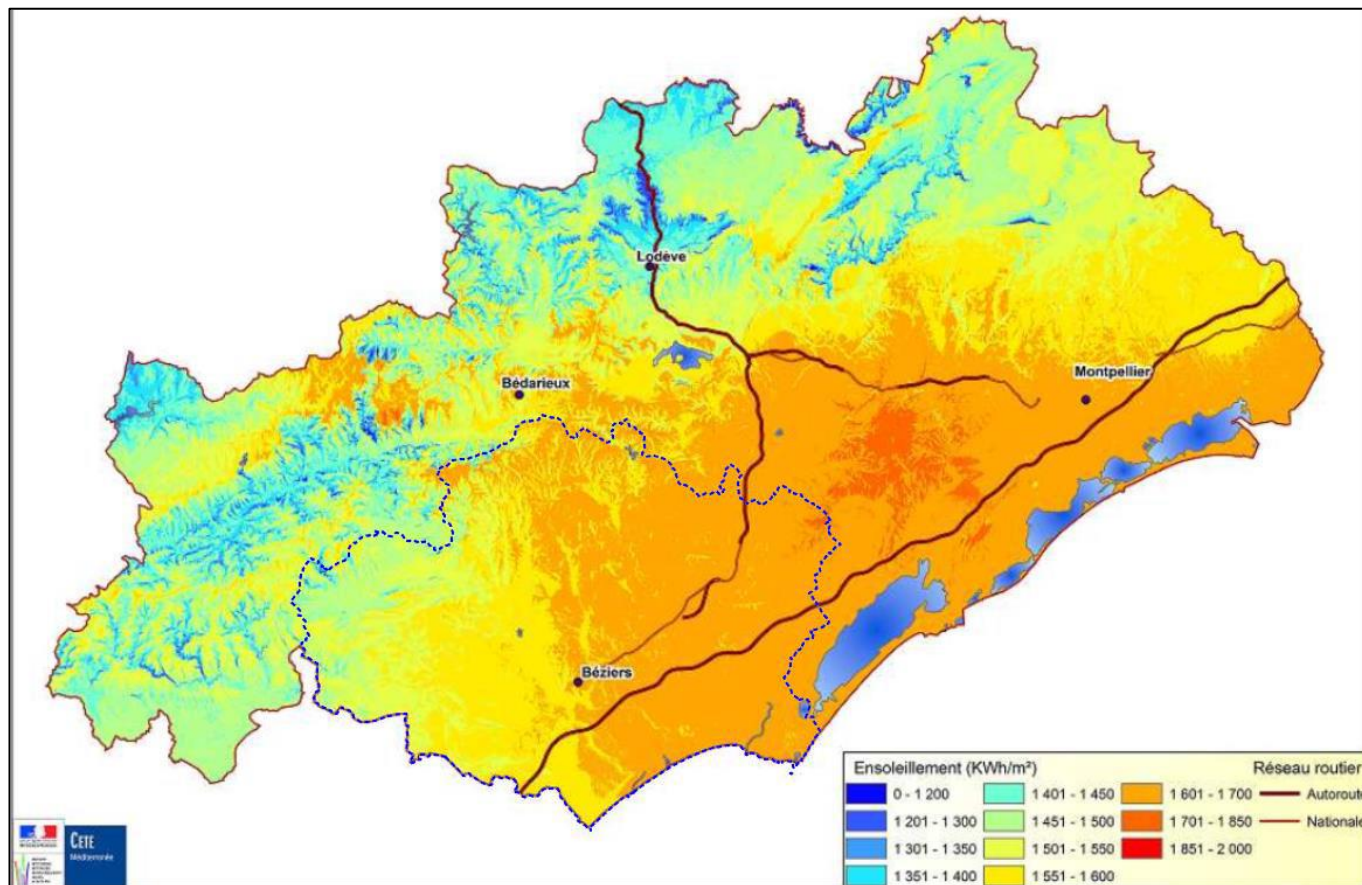 Lodève
Bédarieux
Montpellier
Béziers
Ensoleillement (KWh/m²)
Réseau routier
0 - 1 200
1 401 - 1 450
1 601 - 1 700
Autoroute
1 201 - 1 300
1 451 - 1 500
1 701 - 1 850
Nationale
1 301 - 1 350
1 501 - 1 550
1 851 - 2 000
1 351 - 1 400
1 551 - 1 600
CETE
Méditerranée